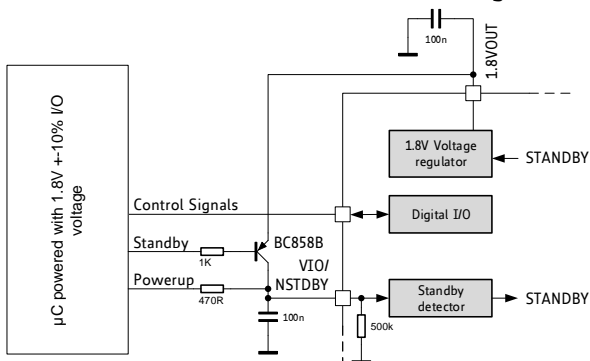 100n
1.8VOUT
µC powered with 1.8V +-10% I/O
voltage
1.8V Voltage
regulator
STANDBY
Control Signals
Digital I/O
Standby
1K
BC858B
VIO/
NSTDBY
Powerup
470R
Standby
detector
STANDBY
100n
500k